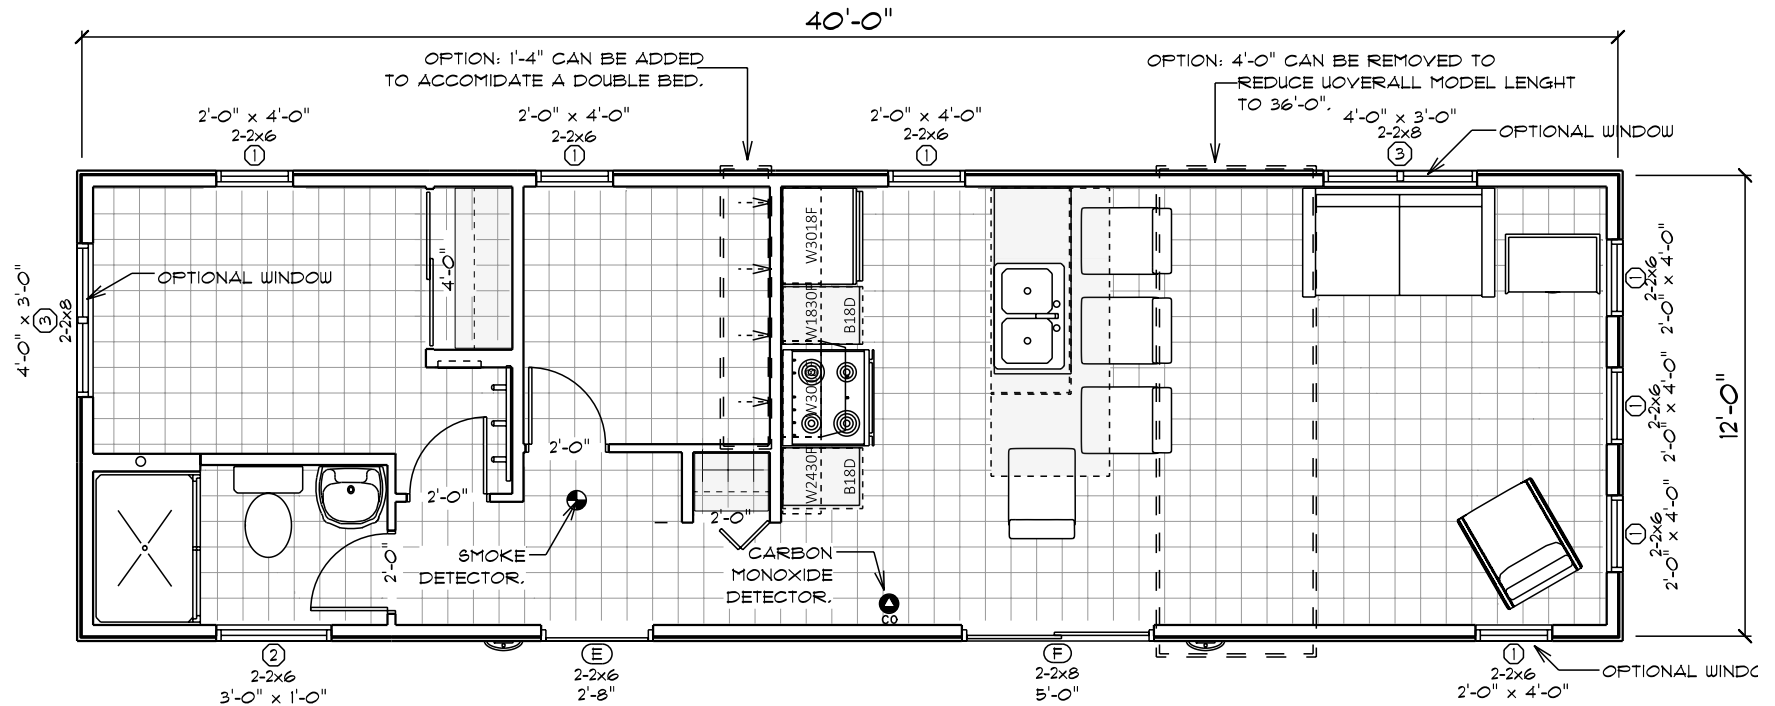 40'-0"
OPTION: 1'-4" CAN BE ADDED
TO ACCOMIDATE A DOUBLE BED.
OPTION: 4'-0" CAN BE REMOVED TO
REDUCE UOVERALL MODEL LENGHT
TO 36'-0".
2'-0" x 4'-0"
2-2x6
1
2'-0" x 4'-0"
2-2x6
1
2'-0" x 4'-0"
2-2x6
1
4'-0" x 3'-0"
2-2x8
3
OPTIONAL WINDOW
4'-0" x 3'-0"
3
2-2x8
OPTIONAL WINDOW
4'-0"
W3018F
W1830F
B18D
W30
W2430F
B18D
2'-0"
2'-0"
2'-0"
2'-0"
SMOKE
DETECTOR.
CARBON
MONOXIDE
DETECTOR.
CO
1
2-2x6
2'-0" x 4'-0"
1
2-2x6
2'-0" x 4'-0"
1
2-2x6
2'-0" x 4'-0"
12'-0"
2
2-2x6
3'-0" x 1'-0"
E
2-2x6
2'-8"
F
2-2x8
5'-0"
1
2-2x6
2'-0" x 4'-0"
OPTIONAL WINDO